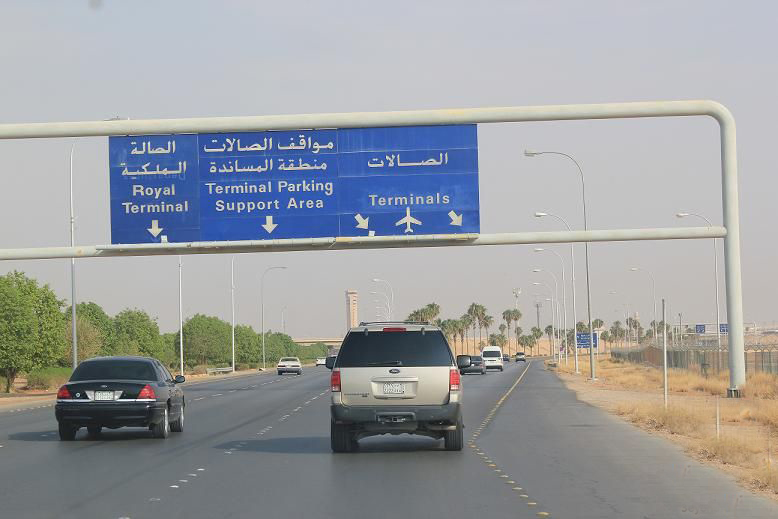 الصالة
الملكية
Royal
Terminal
مواقف الصالات
منطقة المساندة
Terminal Parking
Support Area
الصالات
Terminals